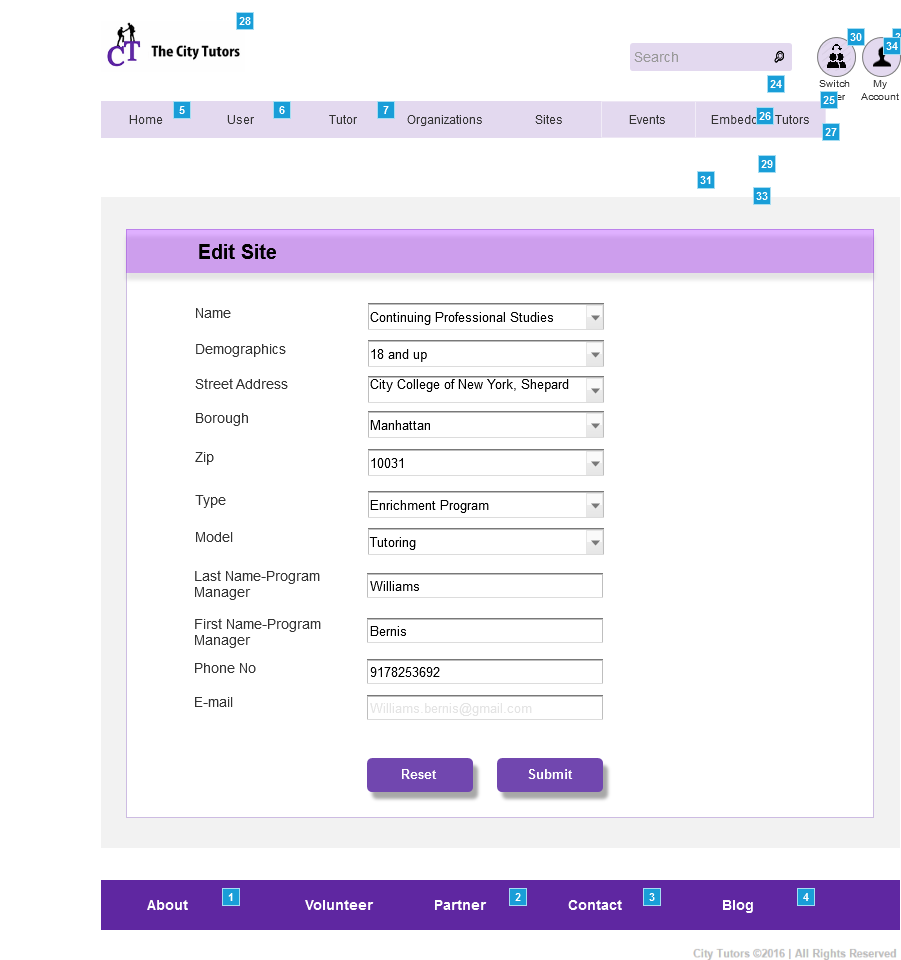 28
CT The City Tutors
Search
30
34
24
Switch
My
Account
25
Home 5 User 6 Tutor 7 Organizations Sites Events 26 Tutors
27
29
31
33
Edit Site
Name Continuing Professional Studies
Demographics 18 and up
Street Address City College of New York, Shepard
Borough Manhattan
Zip 10031
Type Enrichment Program
Model Tutoring
Last Name-Program
Manager Williams
First Name-Program
Manager Bernis
Phone No 9178253692
E-mail Williams.bernis@gmail.com
Reset Submit
About 1 Volunteer Partner 2 Contact 3 Blog 4
City Tutors ©2016 | All Rights Reserved